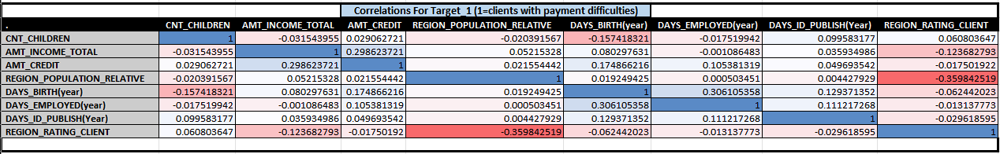 Correlations For Target_1 (1=clients with payment difficulties)
. CNT_CHILDREN AMT_INCOME_TOTAL AMT_CREDIT REGION_POPULATION_RELATIVE DAYS_BIRTH(year) DAYS_EMPLOYED(year) DAYS_ID_PUBLISH(Year) REGION_RATING_CLIENT
CNT_CHILDREN 1 -0.031543955 0.029062721 -0.020391567 -0.157418321 -0.017519942 0.099583177 0.060803647
AMT_INCOME_TOTAL -0.031543955 1 0.298623721 0.05215328 0.080297631 -0.001086483 0.035934986 -0.123682793
AMT_CREDIT 0.029062721 0.298623721 1 0.021554442 0.174866216 0.105381319 0.049693542 -0.017501922
REGION_POPULATION_RELATIVE -0.020391567 0.05215328 0.021554442 1 0.019249425 0.000503451 0.004427929 -0.359842519
DAYS_BIRTH(year) -0.157418321 0.080297631 0.174866216 0.019249425 1 0.306105358 0.129371352 -0.062442023
DAYS_EMPLOYED(year) -0.017519942 -0.001086483 0.105381319 0.000503451 0.306105358 1 0.111217268 -0.013137773
DAYS_ID_PUBLISH(Year) 0.099583177 0.035934986 0.049693542 0.004427929 0.129371352 0.111217268 1 -0.029618595
REGION_RATING_CLIENT 0.060803647 -0.123682793 -0.01750192 -0.359842519 -0.062442023 -0.013137773 -0.029618595 1